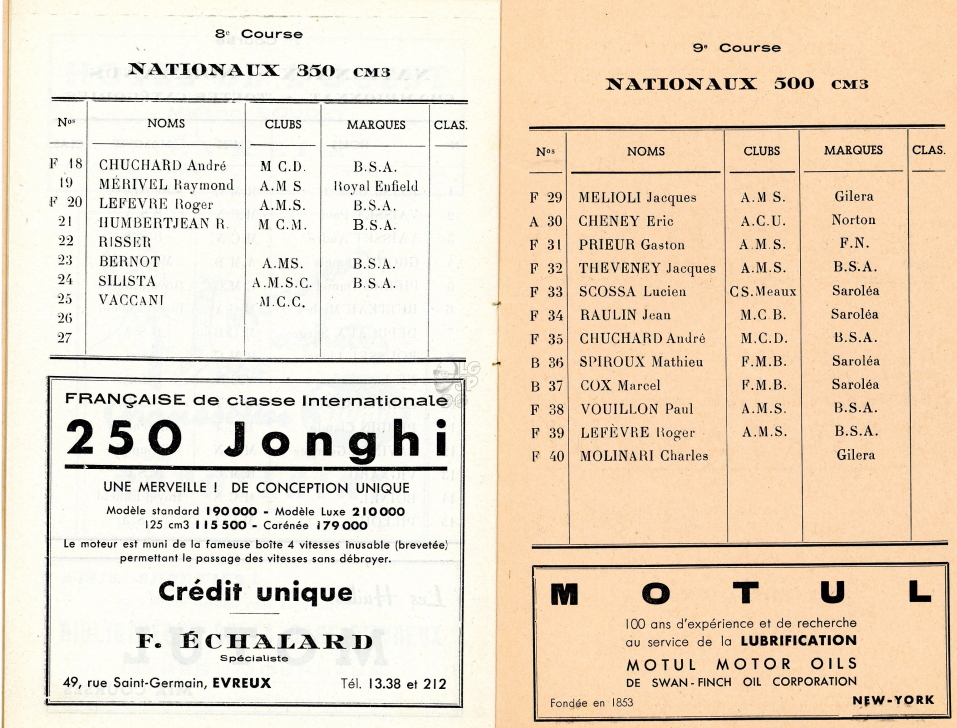 8e Course
NATIONAUX 350 CM3
Nos NOMS CLUBS MARQUES CLAS.
F 18 CHUCHARD André M C.D. B.S.A.
19 MÉRIVEL Raymond A.M S Royal Enfield
F 20 LEFEVRE Roger A.M.S. B.S.A.
21 HUMBERTJEAN R. M C.M. B.S.A.
22 RISSER
23 BERNOT A.MS. B.S.A.
24 SILISTA A.M.S.C. B.S.A.
25 VACCANI M.C.C.
26
27
FRANÇAISE de classe Internationale
250 Jonghi
UNE MERVEILLE ! DE CONCEPTION UNIQUE
Modèle standard 190000 - Modèle Luxe 210000
125 cm3 115500 - Carénée 179000
Le moteur est muni de la fameuse boîte 4 vitesses inusable (brevetée)
permettant le passage des vitesses sans débrayer.
Crédit unique
F. ÉCHALARD
Spécialiste
49, rue Saint-Germain, EVREUX Tél. 13.38 et 212
9e Course
NATIONAUX 500 CM3
Nos NOMS CLUBS MARQUES CLAS.
F 29 MELIOLI Jacques A.M S. Gilera
A 30 CHENEY Eric A.C.U. Norton
F 31 PRIEUR Gaston A.M.S. F.N.
F 32 THEVENEY Jacques A.M.S. B.S.A.
F 33 SCOSSA Lucien CS.Meaux Saroléa
F 34 RAULIN Jean M.C.B. Saroléa
F 35 CHUCHARD André M.C.D. B.S.A.
B 36 SPIROUX Mathieu F.M.B. Saroléa
B 37 COX Marcel F.M.B. Saroléa
F 38 VOUILLON Paul A.M.S. B.S.A.
F 39 LEFÈVRE Roger A.M.S. B.S.A.
F 40 MOLINARI Charles Gilera
MOTUL
100 ans d'expérience et de recherche
au service de la LUBRIFICATION
MOTUL MOTOR OILS
DE SWAN-FINCH OIL CORPORATION
Fondée en 1853 NEW-YORK